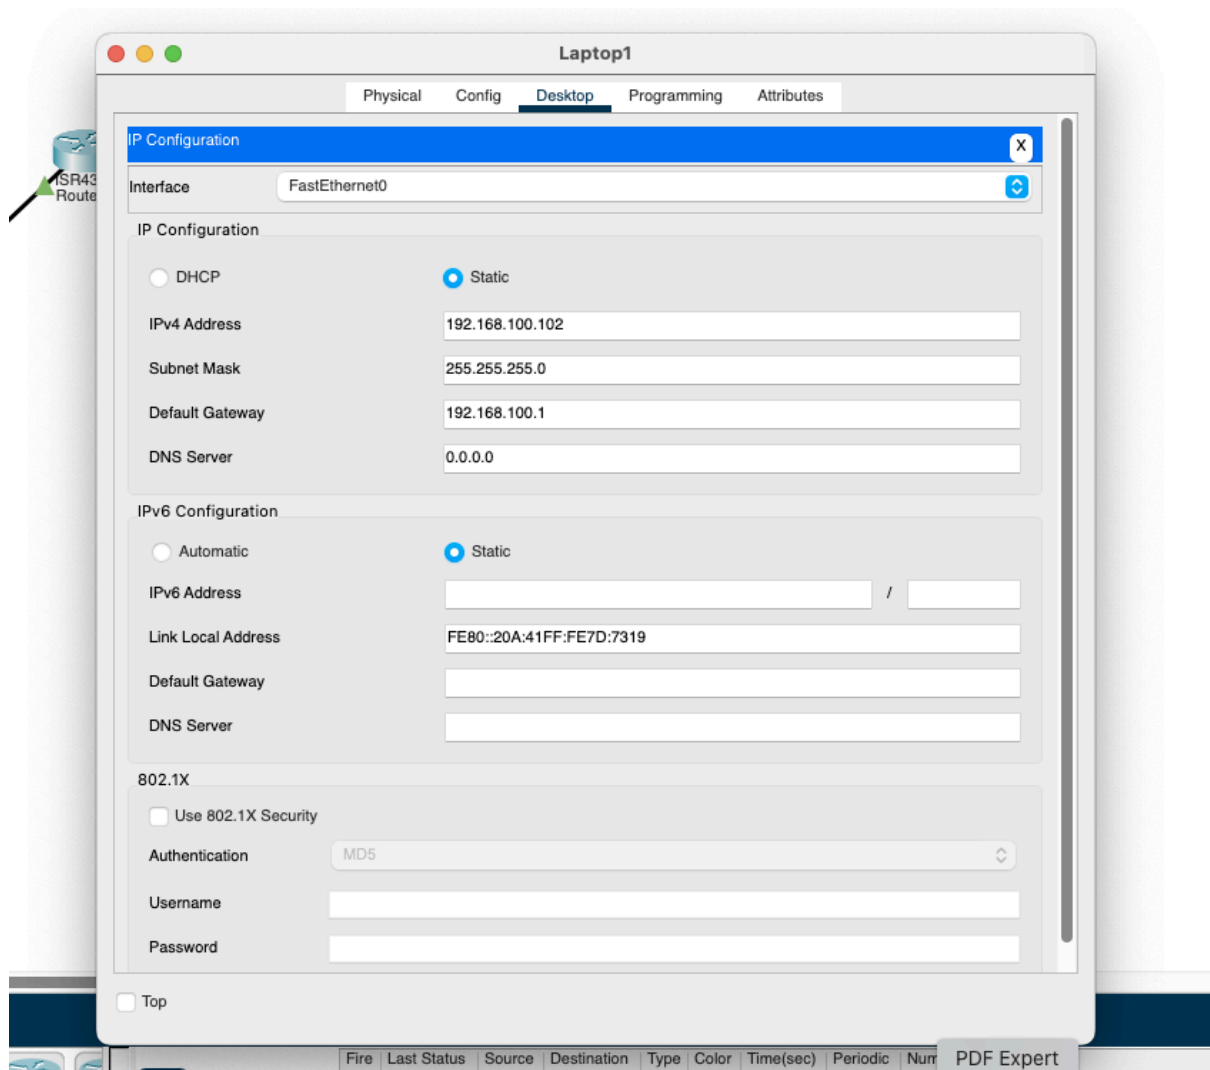 Laptop1
Physical Config Desktop Programming Attributes
IP Configuration X
Interface FastEthernet0
ISR43
Route
IP Configuration
DHCP Static
IPv4 Address 192.168.100.102
Subnet Mask 255.255.255.0
Default Gateway 192.168.100.1
DNS Server 0.0.0.0
IPv6 Configuration
Automatic Static
IPv6 Address /
Link Local Address FE80::20A:41FF:FE7D:7319
Default Gateway
DNS Server
802.1X
Use 802.1X Security
Authentication MD5
Username
Password
Top
Fire Last Status Source Destination Type Color Time(sec) Periodic Num
PDF Expert